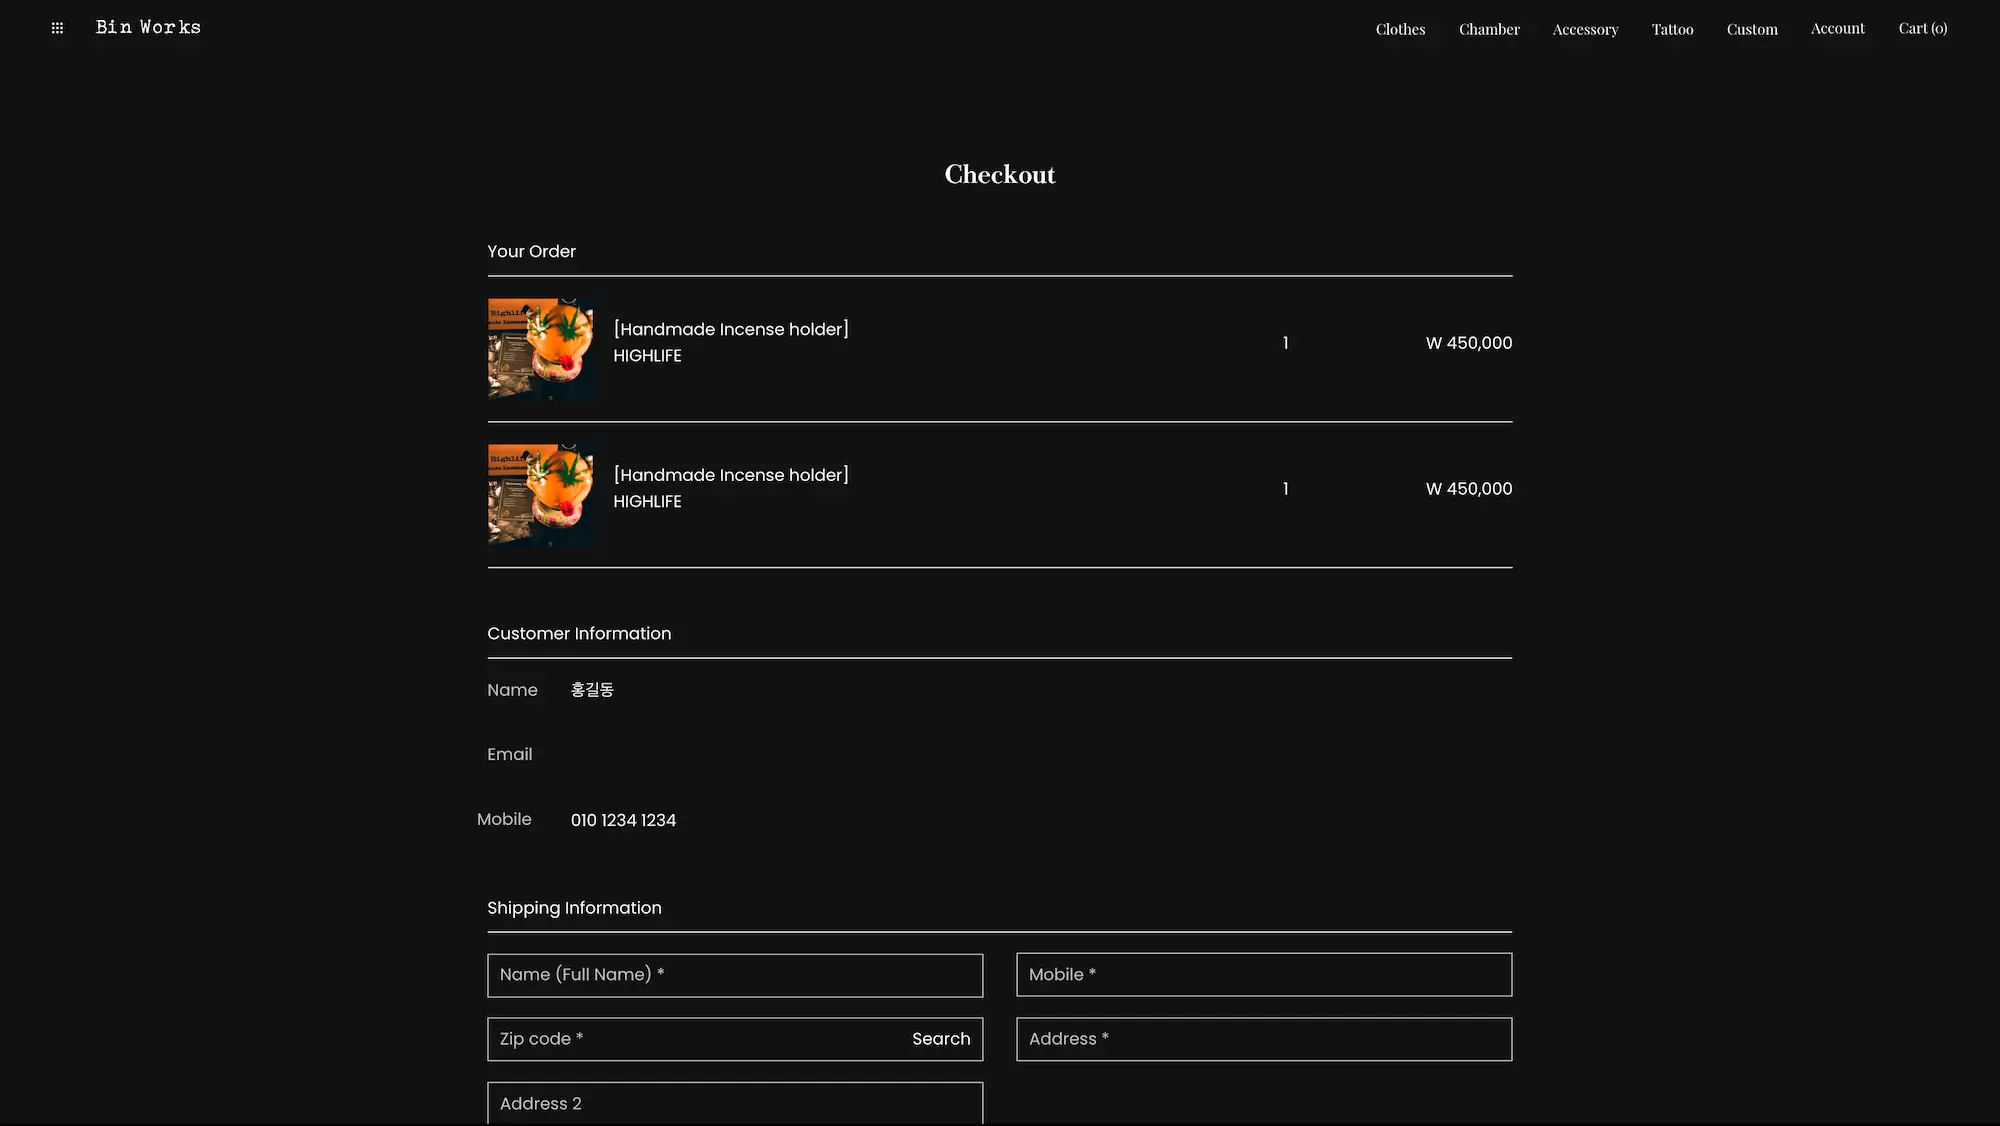 Bin Works
Clothes
Chamber
Accessory
Tattoo
Custom
Account
Cart (0)
Checkout
Your Order
Highlif
[Handmade Incense holder]
HIGHLIFE
1
W 450,000
Highlif
[Handmade Incense holder]
HIGHLIFE
1
W 450,000
Customer Information
Name 홍길동
Email
Mobile 010 1234 1234
Shipping Information
Name (Full Name) *
Mobile *
Zip code * Search
Address *
Address 2